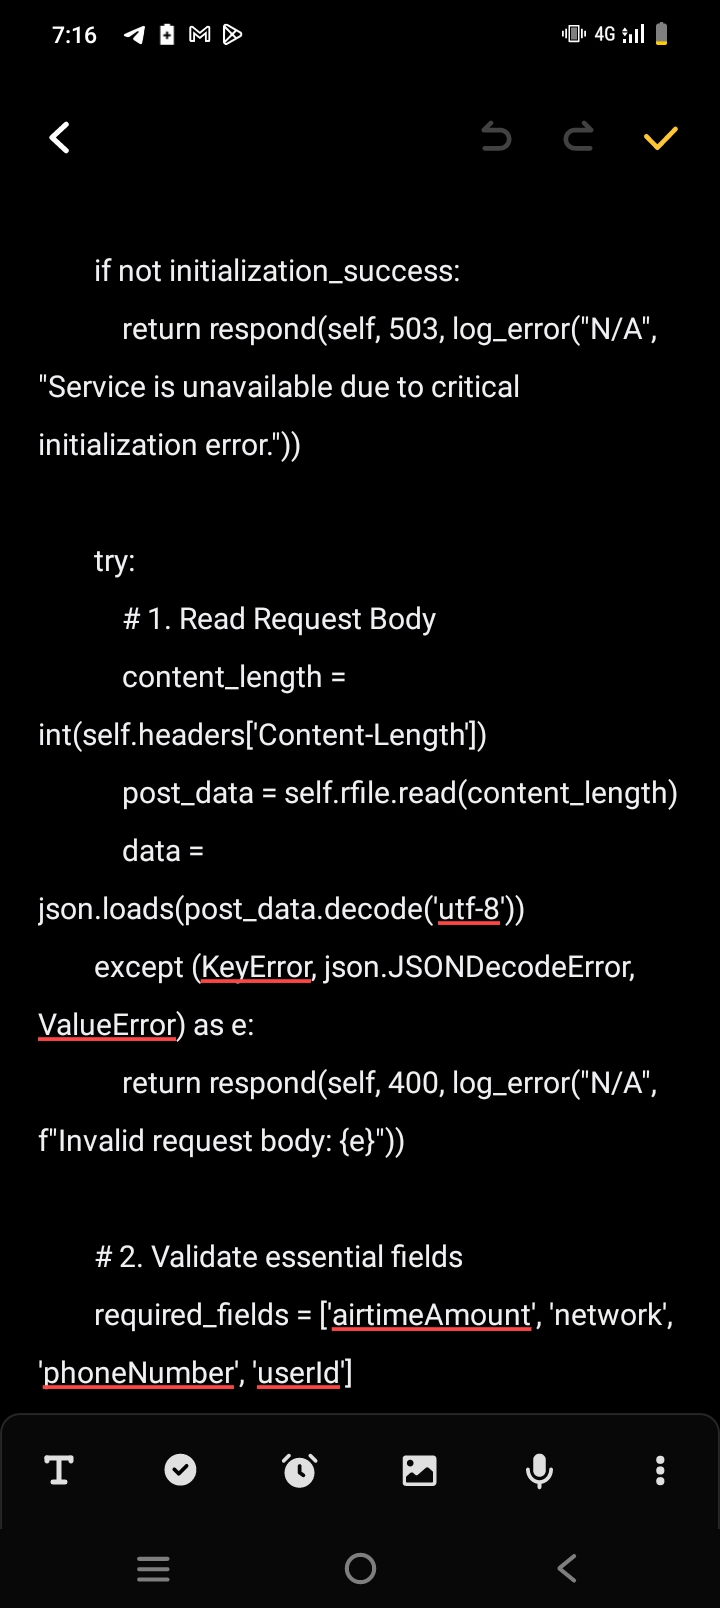 7:16
4G
if not initialization_success:
return respond(self, 503, log_error("N/A",
"Service is unavailable due to critical
initialization error."))
try:
# 1. Read Request Body
content_length =
int(self.headers['Content-Length'])
post_data = self.rfile.read(content_length)
data =
json.loads(post_data.decode('utf-8'))
except (KeyError, json.JSONDecodeError,
ValueError) as e:
return respond(self, 400, log_error("N/A",
f"Invalid request body: {e}"))
# 2. Validate essential fields
required_fields = ['airtimeAmount', 'network',
'phoneNumber', 'userId']
T